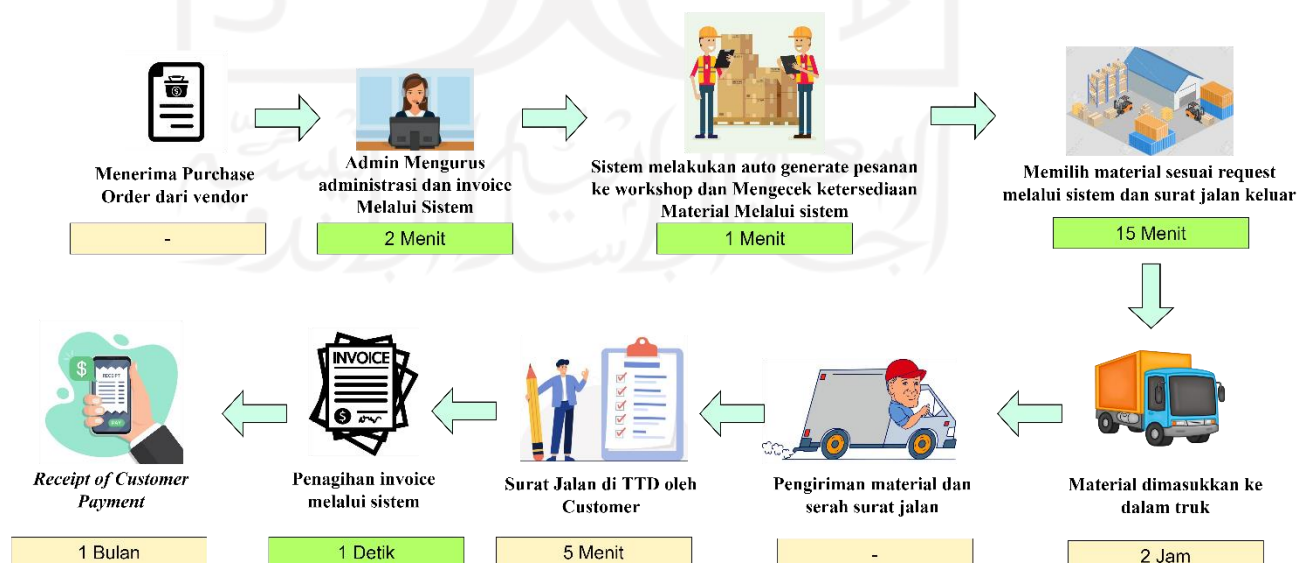 Menerima Purchase
Order dari vendor
-
Admin Mengurus
administrasi dan invoice
Melalui Sistem
2 Menit
Sistem melakukan auto generate pesanan
ke workshop dan Mengecek ketersediaan
Material Melalui sistem
1 Menit
Memilih material sesuai request
melalui sistem dan surat jalan keluar
15 Menit
Material dimasukkan ke
dalam truk
2 Jam
Pengiriman material dan
serah surat jalan
-
Surat Jalan di TTD oleh
Customer
5 Menit
INVOICE
$
Penagihan invoice
melalui sistem
1 Detik
$
RECEIPT
PAY
Receipt of Customer
Payment
1 Bulan